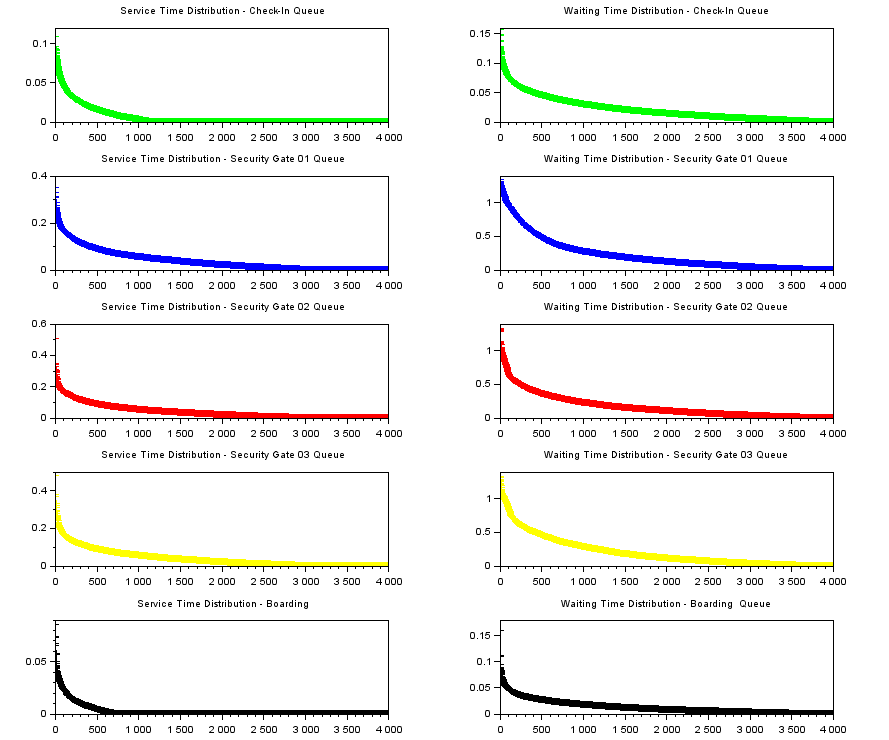 Service Time Distribution - Check-In Queue
0.1
0.05
0
0 500 1 000 1 500 2 000 2 500 3 000 3 500 4 000
Waiting Time Distribution - Check-In Queue
0.15
0.1
0.05
0
0 500 1 000 1 500 2 000 2 500 3 000 3 500 4 000
Service Time Distribution - Security Gate 01 Queue
0.4
0.2
0
0 500 1 000 1 500 2 000 2 500 3 000 3 500 4 000
Waiting Time Distribution - Security Gate 01 Queue
1
0.5
0
0 500 1 000 1 500 2 000 2 500 3 000 3 500 4 000
Service Time Distribution - Security Gate 02 Queue
0.6
0.4
0.2
0
0 500 1 000 1 500 2 000 2 500 3 000 3 500 4 000
Waiting Time Distribution - Security Gate 02 Queue
1
0.5
0
0 500 1 000 1 500 2 000 2 500 3 000 3 500 4 000
Service Time Distribution - Security Gate 03 Queue
0.4
0.2
0
0 500 1 000 1 500 2 000 2 500 3 000 3 500 4 000
Waiting Time Distribution - Security Gate 03 Queue
1
0.5
0
0 500 1 000 1 500 2 000 2 500 3 000 3 500 4 000
Service Time Distribution - Boarding
0.05
0
0 500 1 000 1 500 2 000 2 500 3 000 3 500 4 000
Waiting Time Distribution - Boarding Queue
0.15
0.1
0.05
0
0 500 1 000 1 500 2 000 2 500 3 000 3 500 4 000